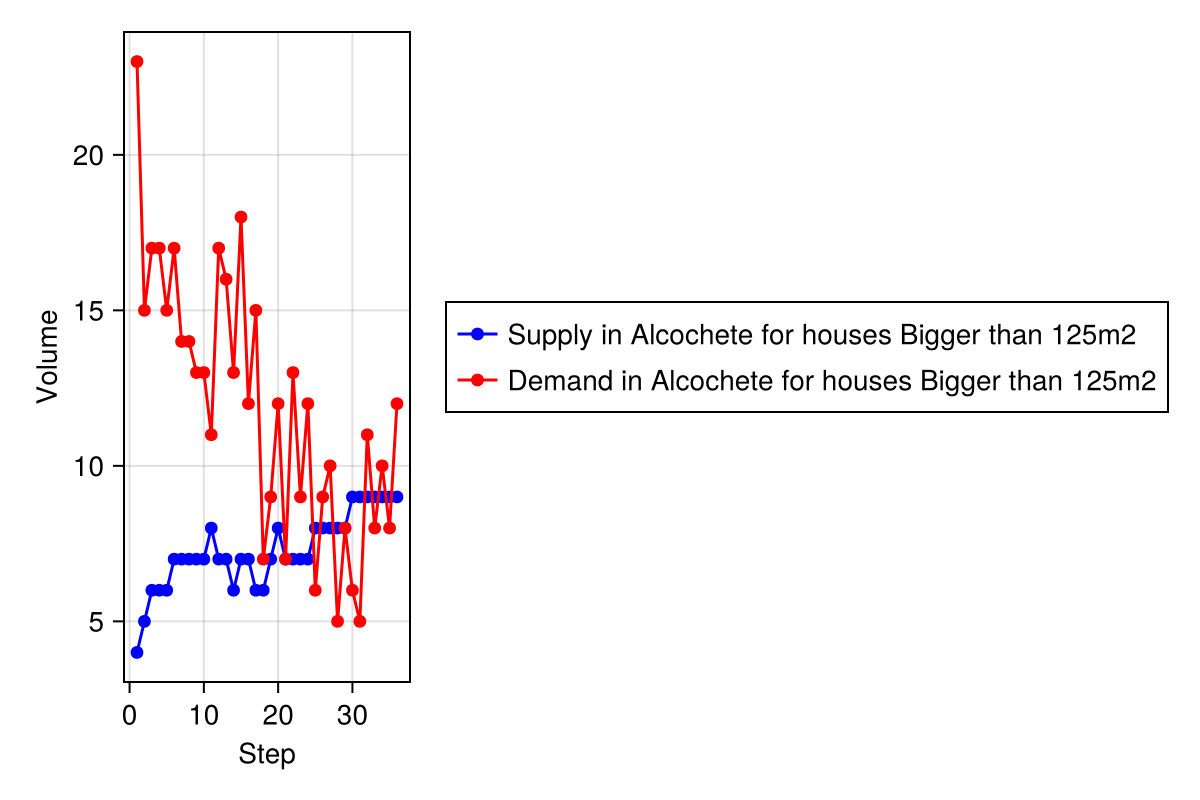 Volume
20
15
10
5
0 10 20 30
Step
Supply in Alcochete for houses Bigger than 125m2
Demand in Alcochete for houses Bigger than 125m2